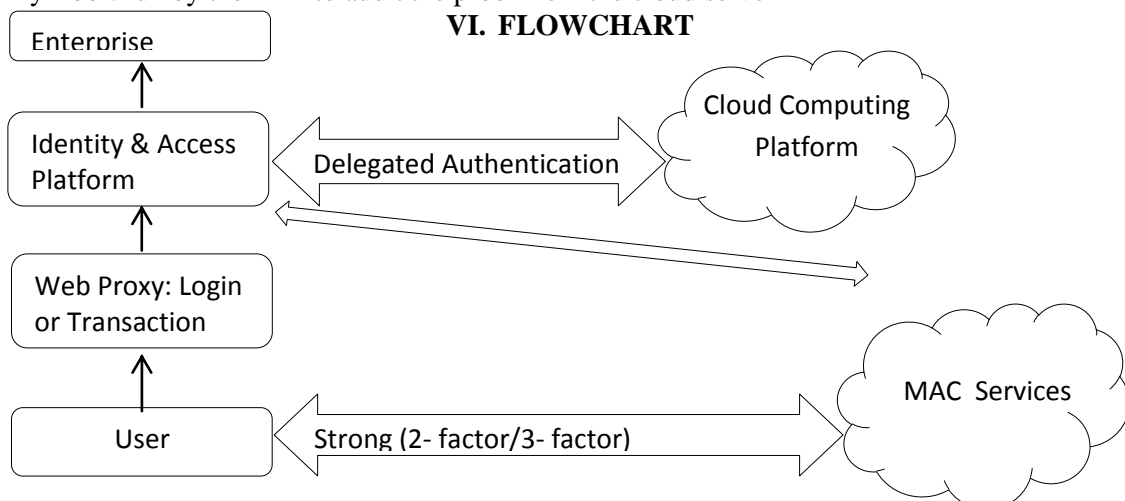 VI. FLOWCHART
Enterprise
Cloud Computing
Platform
Identity & Access
Platform
Delegated Authentication
Web Proxy: Login
or Transaction
MAC Services
User
Strong (2- factor/3- factor)